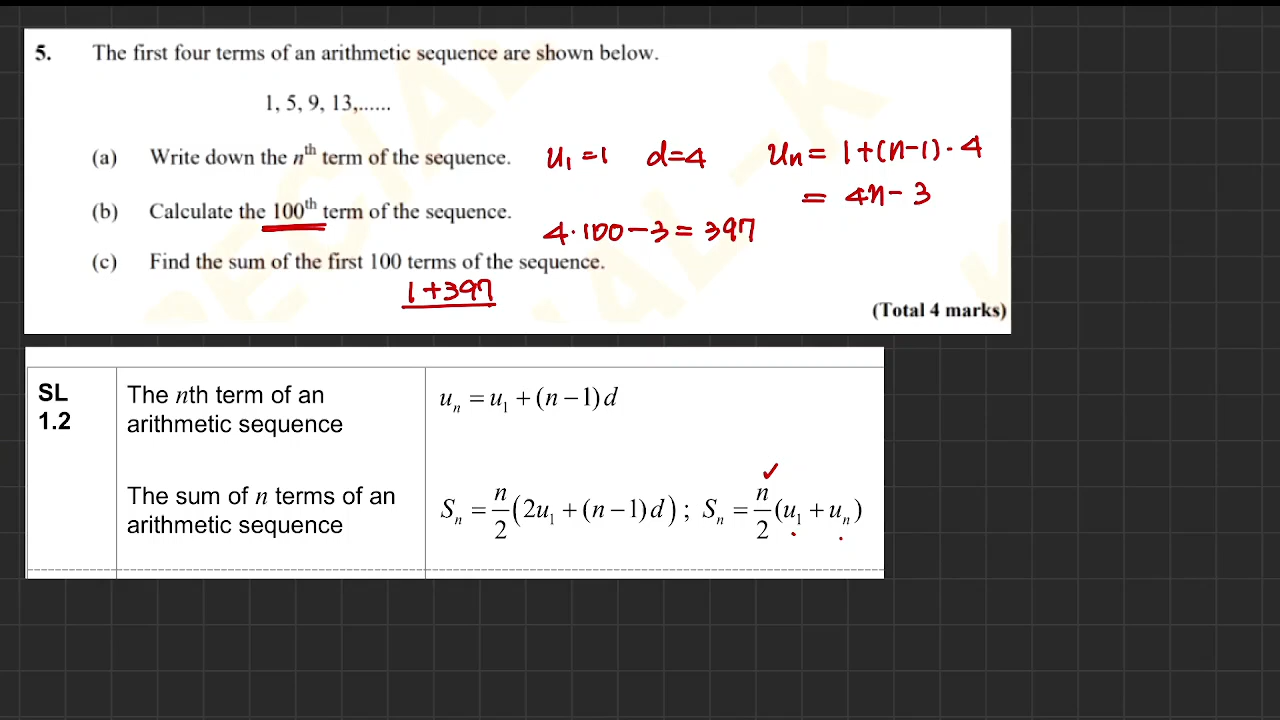 5. The first four terms of an arithmetic sequence are shown below.
1, 5, 9, 13,......
(a) Write down the nth term of the sequence. u₁ = 1 d=4 Un = 1+(n-1)·4
= 4n-3
(b) Calculate the 100th term of the sequence.
4·100-3=397
(c) Find the sum of the first 100 terms of the sequence.
1+397
(Total 4 marks)
SL 1.2
The nth term of an arithmetic sequence
uₙ = u₁ + (n − 1)d
The sum of n terms of an arithmetic sequence
Sₙ = n/2 (2u₁ + (n − 1)d) ; Sₙ = n/2 (u₁ + uₙ)